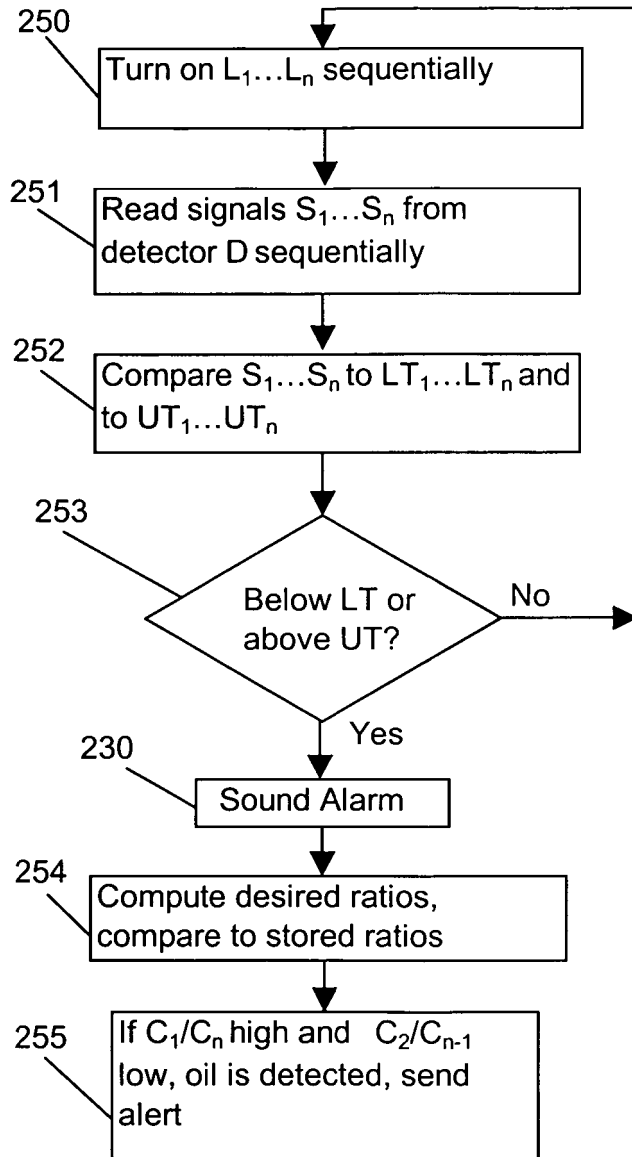 250
Turn on L₁...Lₙ sequentially
251
Read signals S₁...Sₙ from
detector D sequentially
252
Compare S₁...Sₙ to LT₁...LTₙ and
to UT₁...UTₙ
253
Below LT or
above UT?
No
Yes
230
Sound Alarm
254
Compute desired ratios,
compare to stored ratios
255
If C₁/Cₙ high and C₂/Cₙ₋₁
low, oil is detected, send
alert